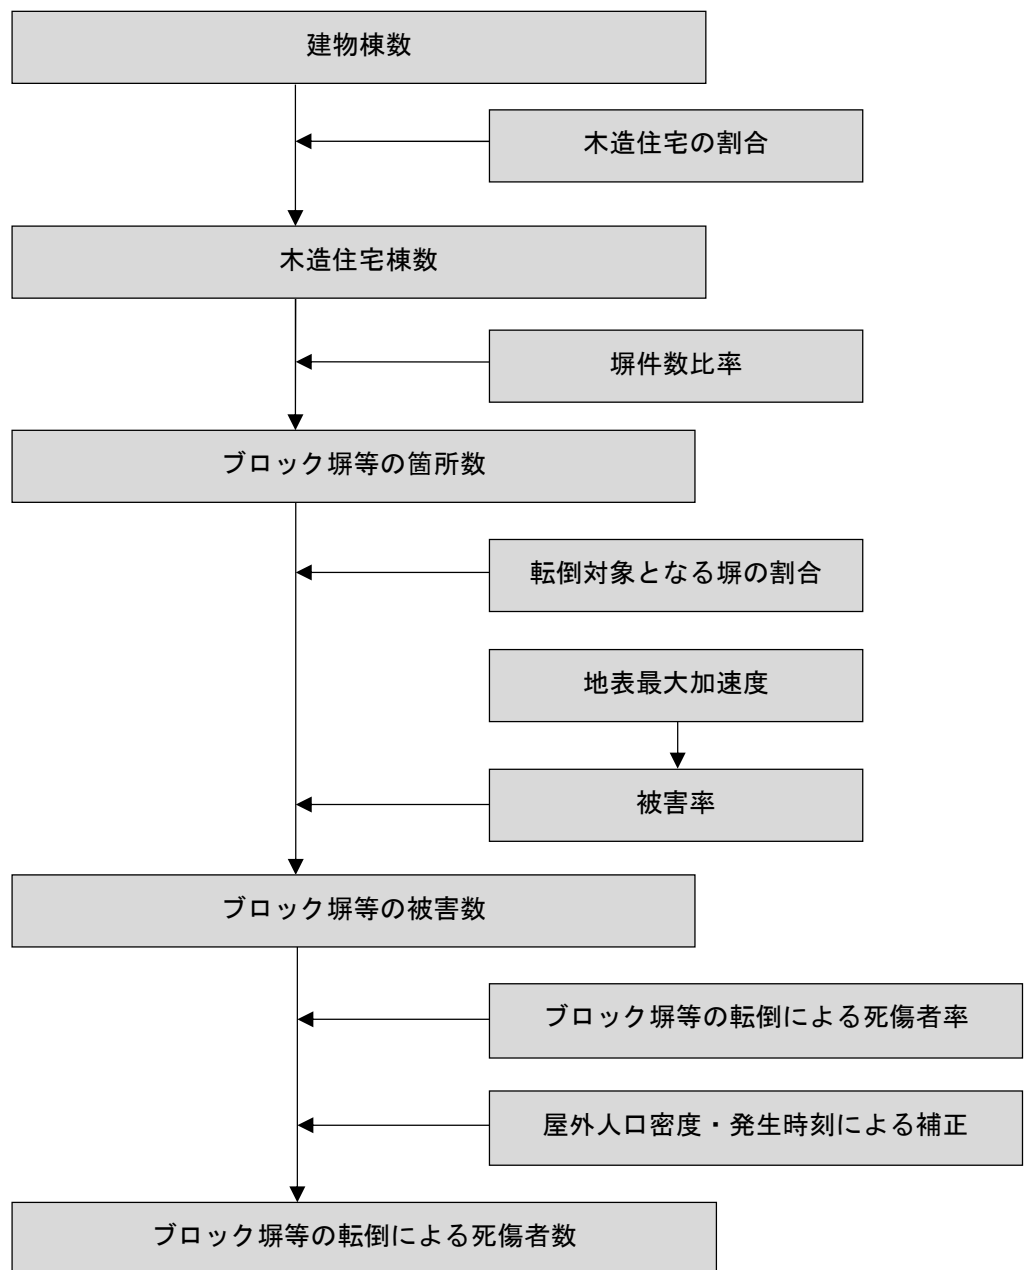 建物棟数
木造住宅の割合
木造住宅棟数
塀件数比率
ブロック塀等の箇所数
転倒対象となる塀の割合
地表最大加速度
被害率
ブロック塀等の被害数
ブロック塀等の転倒による死傷者率
屋外人口密度・発生時刻による補正
ブロック塀等の転倒による死傷者数